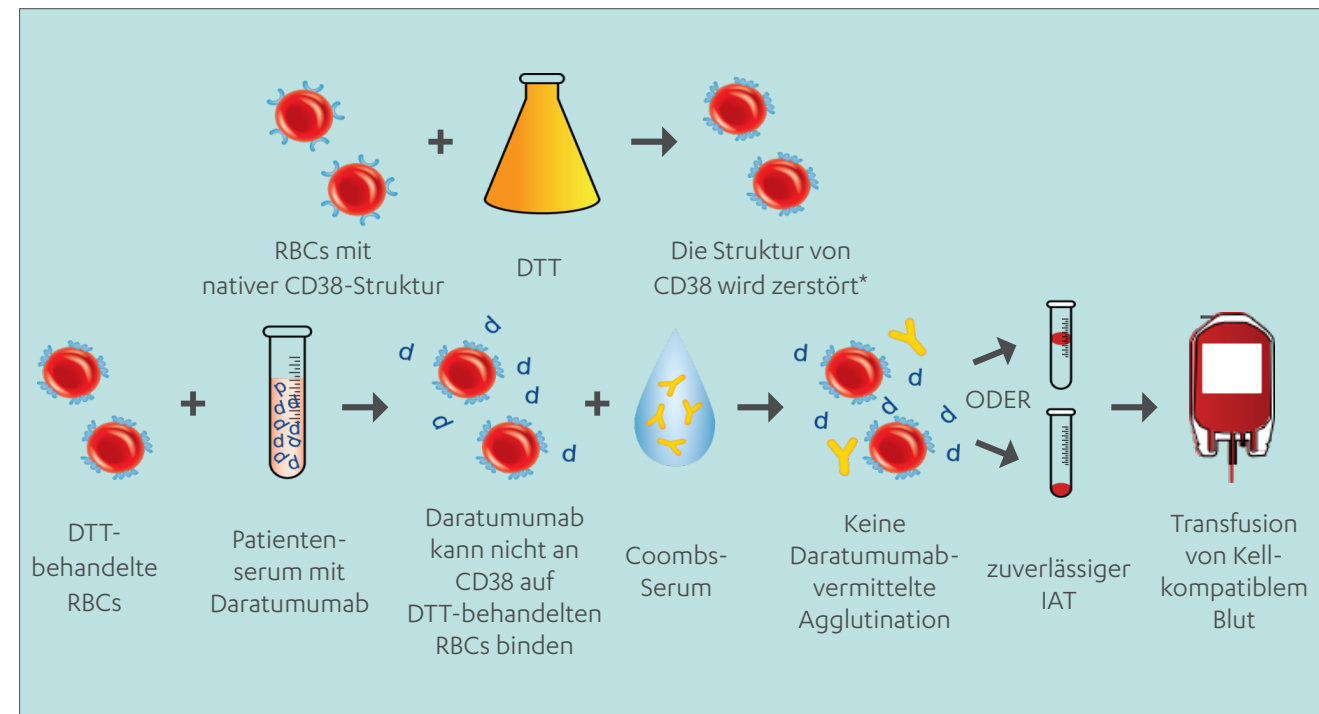 RBCs mit
nativer CD38-Struktur
DTT
Die Struktur von
CD38 wird zerstört*
d
d
d
d
d
d
d
d
d
d
d
d
ODER
DTT-
behandelte
RBCs
Patienten-
serum mit
Daratumumab
Daratumumab
kann nicht an
CD38 auf
DTT-behandelten
RBCs binden
Coombs-
Serum
Keine
Daratumumab-
vermittelte
Agglutination
zuverlässiger
IAT
Transfusion
von Kell-
kompatiblem
Blut